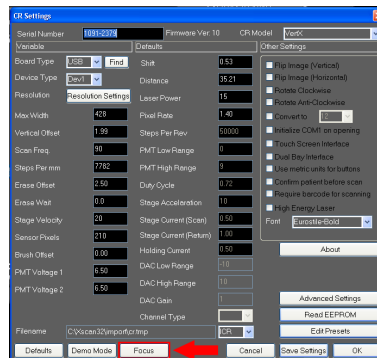 CR Settings
Serial Number 1091-2379 Firmware Ver: 10 CR Model VertX
Variable Defaults Other Settings
Board Type USB Find Shift 0.53 Flip Image (Vertical)
Device Type Dev1 Distance 35.21 Flip Image (Horizontal)
Resolution Resolution Settings Laser Power 15 Rotate Clockwise
Rotate Anti-Clockwise
Max Width 428 Pixel Rate 1.40 Convert to 12
Vertical Offset 1.99 Steps Per Rev 50000 Initialize COM1 on opening
Scan Freq. 90 PMT Low Range 0 Touch Screen Interface
Dual Bay Interface
Steps Per mm 7782 PMT High Range 9 Use metric units for buttons
Erase Offset 2.50 Duty Cycle 0.72 Confirm patient before scan
Erase Wait 0.0 Stage Acceleration 10 Require barcode for scanning
High Energy Laser
Stage Velocity 20 Stage Current (Scan) 0.50 Font Eurostile-Bold
Sensor Pixels 210 Stage Current (Return) 1.00
Brush Offset 0.00 Holding Current 0.50 About
PMT Voltage 1 6.50 DAC Low Range -10
PMT Voltage 2 6.50 DAC High Range 10
DAC Gain 1 Advanced Settings
Channel Type Read EEPROM
Filename C:\Xscan32\import\cr.tmp ICR Edit Presets
Defaults Demo Mode Focus Cancel Save Settings OK